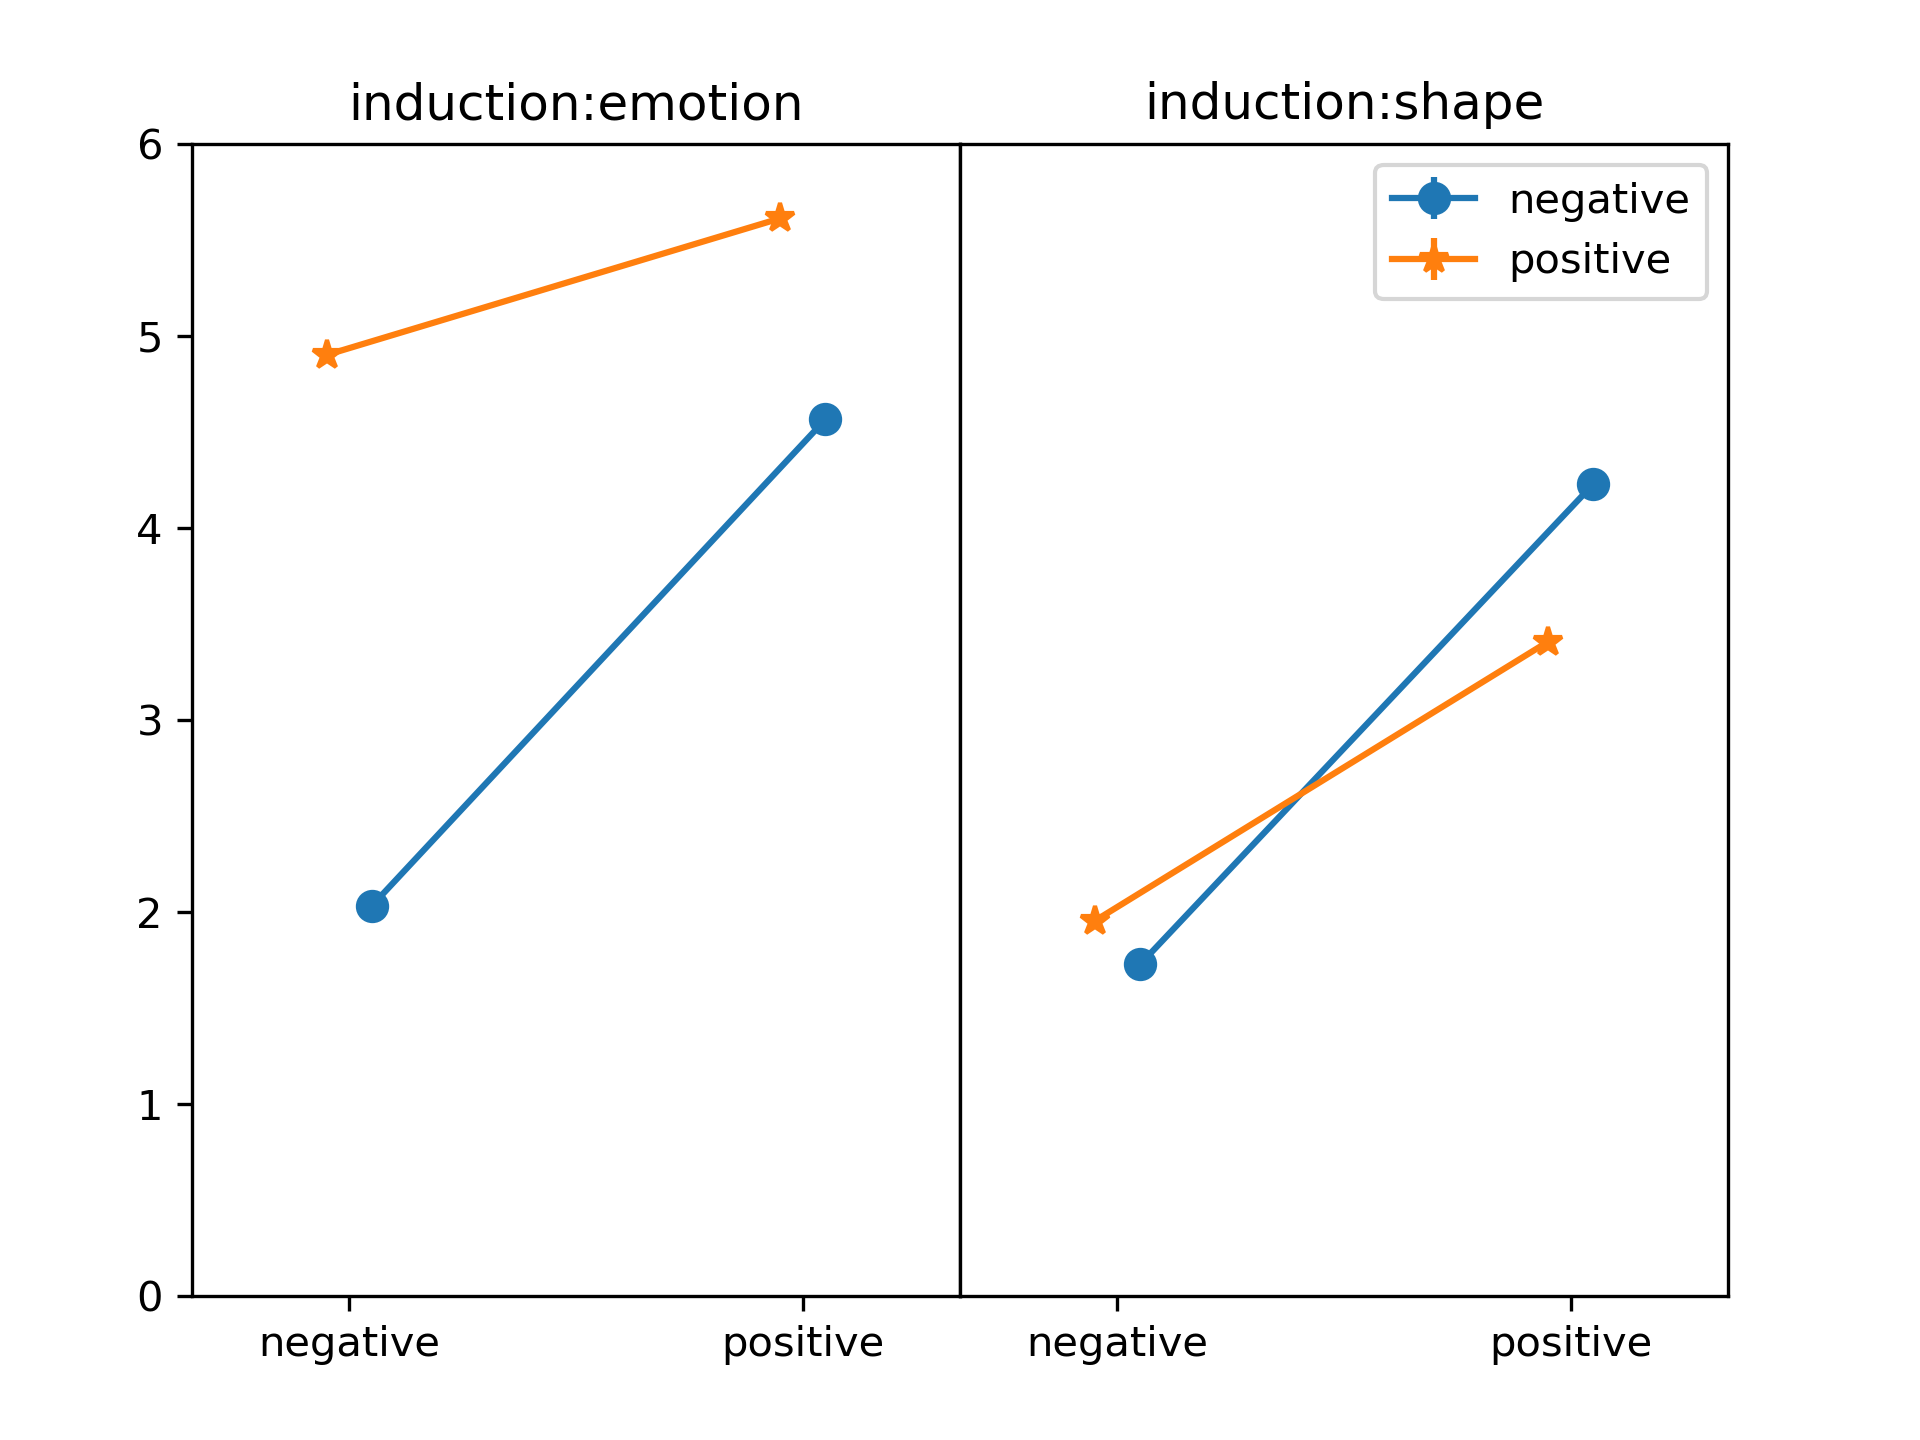 induction:emotion
induction:shape
6
5
4
3
2
1
0
negative
positive
negative
positive
negative
positive